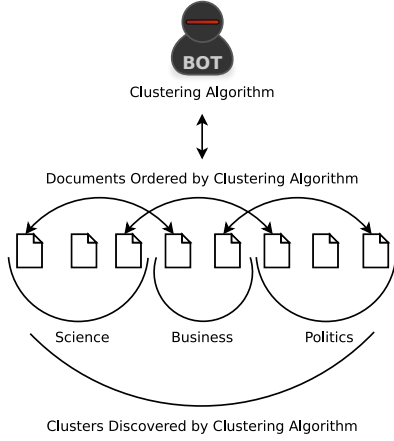 BOT
Clustering Algorithm
Documents Ordered by Clustering Algorithm
Science Business Politics
Clusters Discovered by Clustering Algorithm